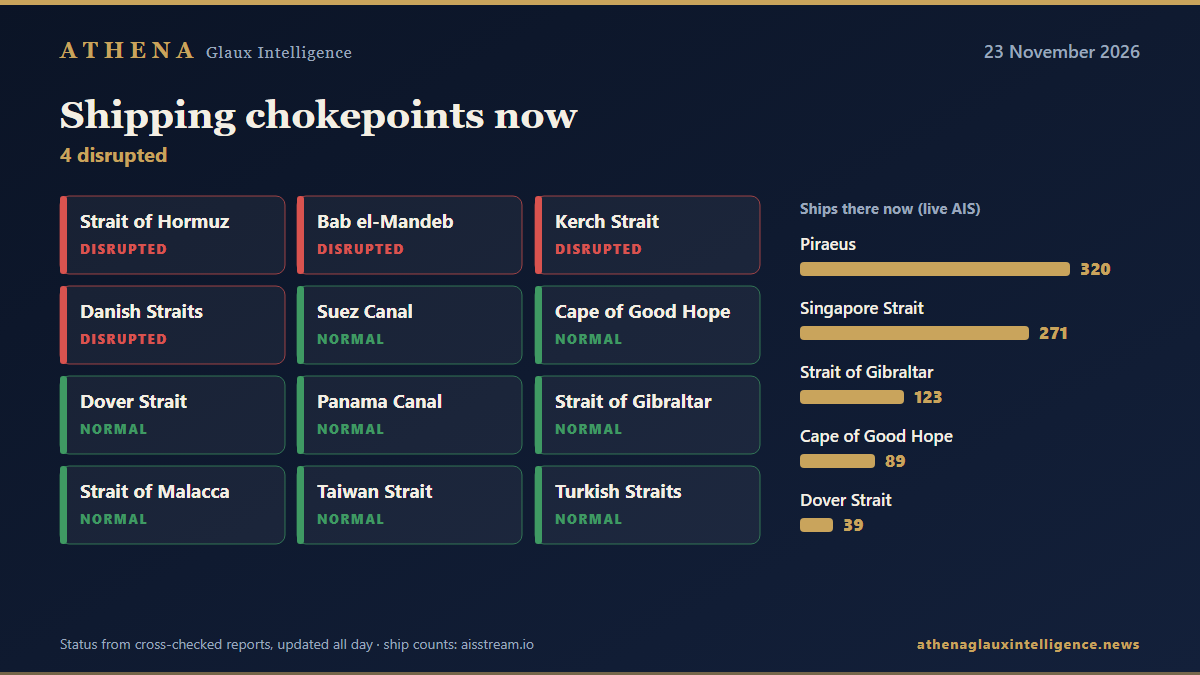 ATHENA Glaux Intelligence
23 November 2026
Shipping chokepoints now
4 disrupted
Strait of Hormuz
DISRUPTED
Bab el-Mandeb
DISRUPTED
Kerch Strait
DISRUPTED
Danish Straits
DISRUPTED
Suez Canal
NORMAL
Cape of Good Hope
NORMAL
Dover Strait
NORMAL
Panama Canal
NORMAL
Strait of Gibraltar
NORMAL
Strait of Malacca
NORMAL
Taiwan Strait
NORMAL
Turkish Straits
NORMAL
Ships there now (live AIS)
Piraeus
320
Singapore Strait
271
Strait of Gibraltar
123
Cape of Good Hope
89
Dover Strait
39
Status from cross-checked reports, updated all day · ship counts: aisstream.io
athenaglauxintelligence.news